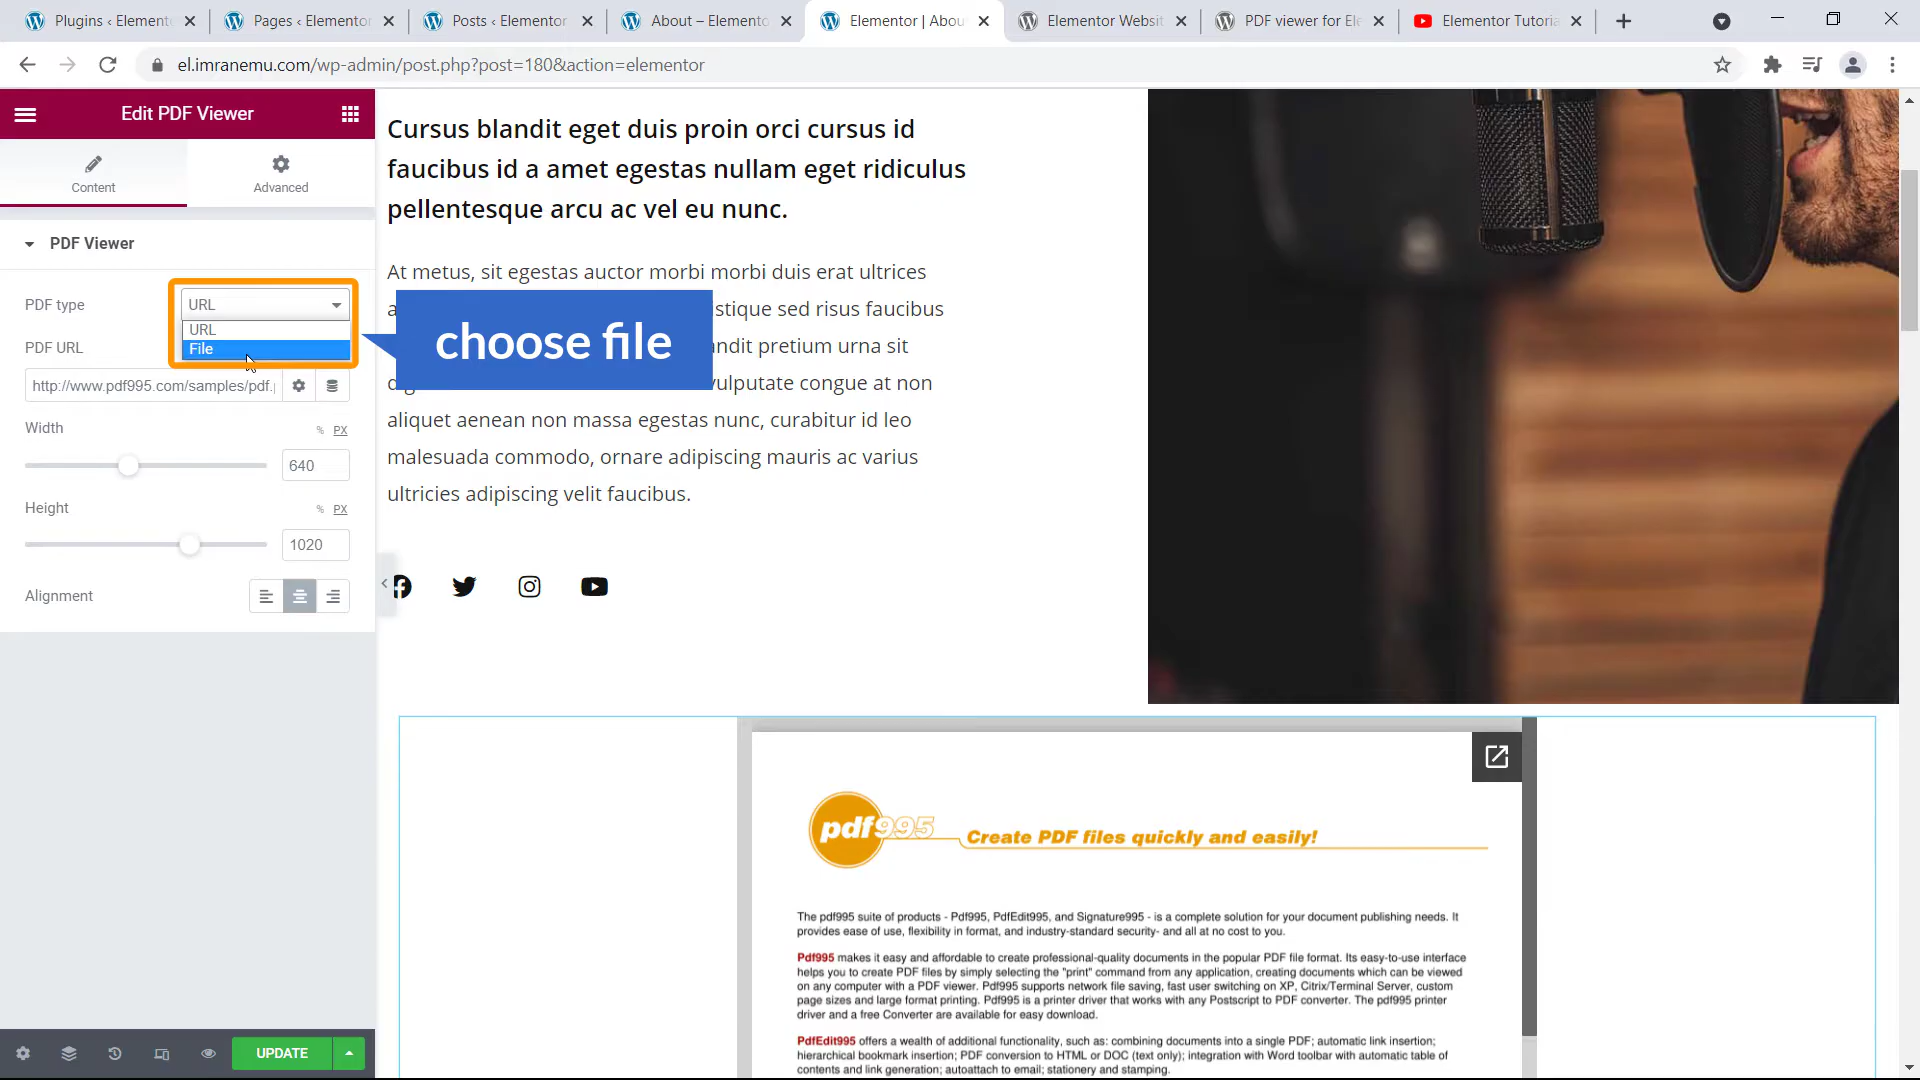 Plugins ‹ Element
Pages ‹ Elementor
Posts ‹ Elementor
About – Elemento
Elementor | Abou
Elementor Websit
PDF viewer for El
Elementor Tutoria
el.imranemu.com/wp-admin/post.php?post=180&action=elementor
Edit PDF Viewer
Content
Advanced
PDF Viewer
PDF type
URL
URL
File
PDF URL
http://www.pdf995.com/samples/pdf.
Width
% PX
640
Height
% PX
1020
Alignment
UPDATE
choose file
Cursus blandit eget duis proin orci cursus id
faucibus id a amet egestas nullam eget ridiculus
pellentesque arcu ac vel eu nunc.
At metus, sit egestas auctor morbi morbi duis erat ultrices
stique sed risus faucibus
andit pretium urna sit
vulputate congue at non
aliquet aenean non massa egestas nunc, curabitur id leo
malesuada commodo, ornare adipiscing mauris ac varius
ultricies adipiscing velit faucibus.
pdf995
Create PDF files quickly and easily!
The pdf995 suite of products - Pdf995, PdfEdit995, and Signature995 - is a complete solution for your document publishing needs. It
provides ease of use, flexibility in format, and industry-standard security- and all at no cost to you.
Pdf995 makes it easy and affordable to create professional-quality documents in the popular PDF file format. Its easy-to-use interface
helps you to create PDF files by simply selecting the "print" command from any application, creating documents which can be viewed
on any computer with a PDF viewer. Pdf995 supports network file saving, fast user switching on XP, Citrix/Terminal Server, custom
page sizes and large format printing. Pdf995 is a printer driver that works with any Postscript to PDF converter. The pdf995 printer
driver and a free Converter are available for easy download.
PdfEdit995 offers a wealth of additional functionality, such as: combining documents into a single PDF; automatic link insertion;
hierarchical bookmark insertion; PDF conversion to HTML or DOC (text only); integration with Word toolbar with automatic table of
contents and link generation; autoattach to email; stationery and stamping.